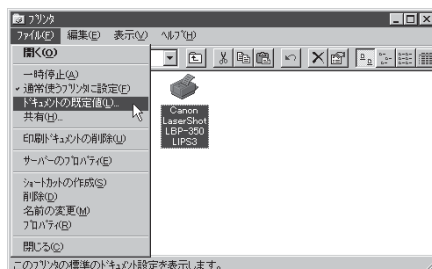 プリンタ
ファイル(F) 編集(E) 表示(V) ヘルプ(H)
開く(O)
一時停止(A)
通常使うプリンタに設定(F)
ドキュメントの既定値(L)...
共有(H)...
印刷ドキュメントの削除(U)
サーバーのプロパティ(E)
ショートカットの作成(S)
削除(D)
名前の変更(M)
プロパティ(R)
閉じる(C)
Canon
LaserShot
LBP-350
LIPS3
このプリンタの標準のドキュメント設定を表示します。